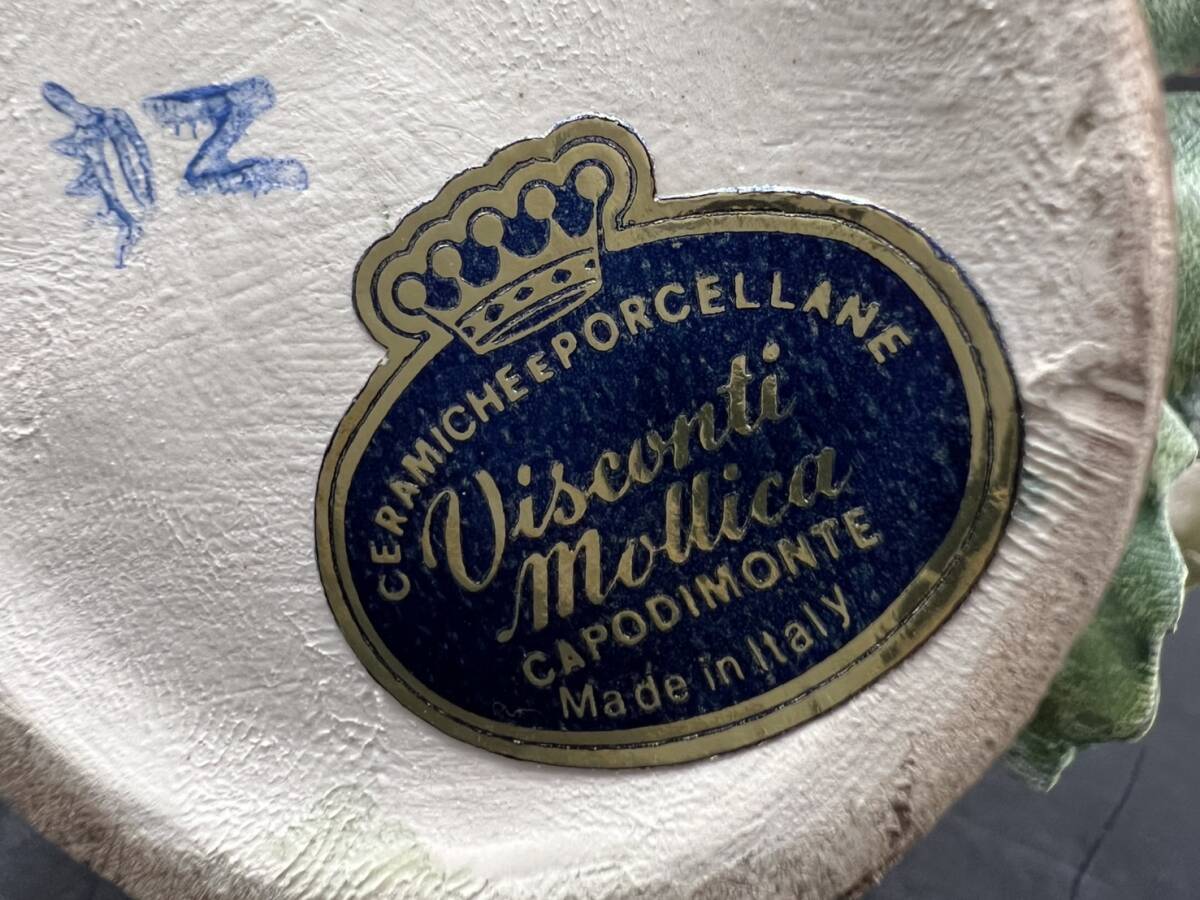 N
CERAMICHE E PORCELLANE
Visconti
Mollica
CAPODIMONTE
Made in Italy